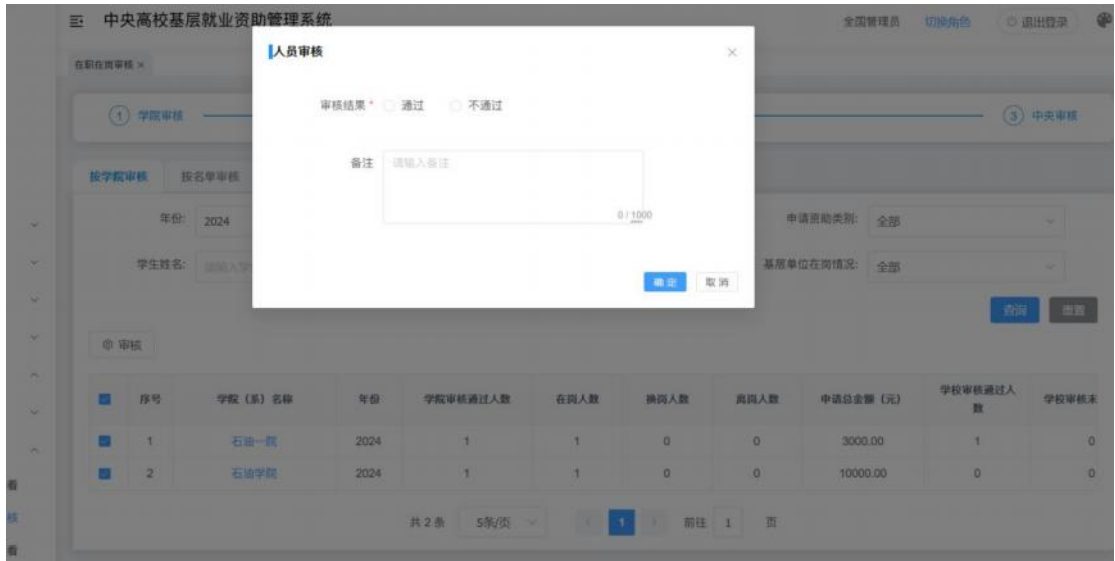 中央高校基层就业资助管理系统
全国管理员 切换角色 退出登录
人员审核
在职在岗审核 ×
审核结果 * 通过 不通过
1 学院审核 3 中央审核
备注 请输入备注
0 / 1000
按学院审核 按名单审核
年份: 2024 申请资助类别: 全部
学生姓名: 请输入学 基层单位在岗情况: 全部
确定 取消
查询 重置
审核
序号 学院（系）名称 年份 学院审核通过人数 在岗人数 换岗人数 离岗人数 申请总金额（元） 学校审核通过人数 学校审核未
1 石油一院 2024 1 1 0 0 3000.00 1 0
2 石油学院 2024 1 1 0 0 10000.00 0 0
看
核
看
共 2 条 5条/页 1 前往 1 页